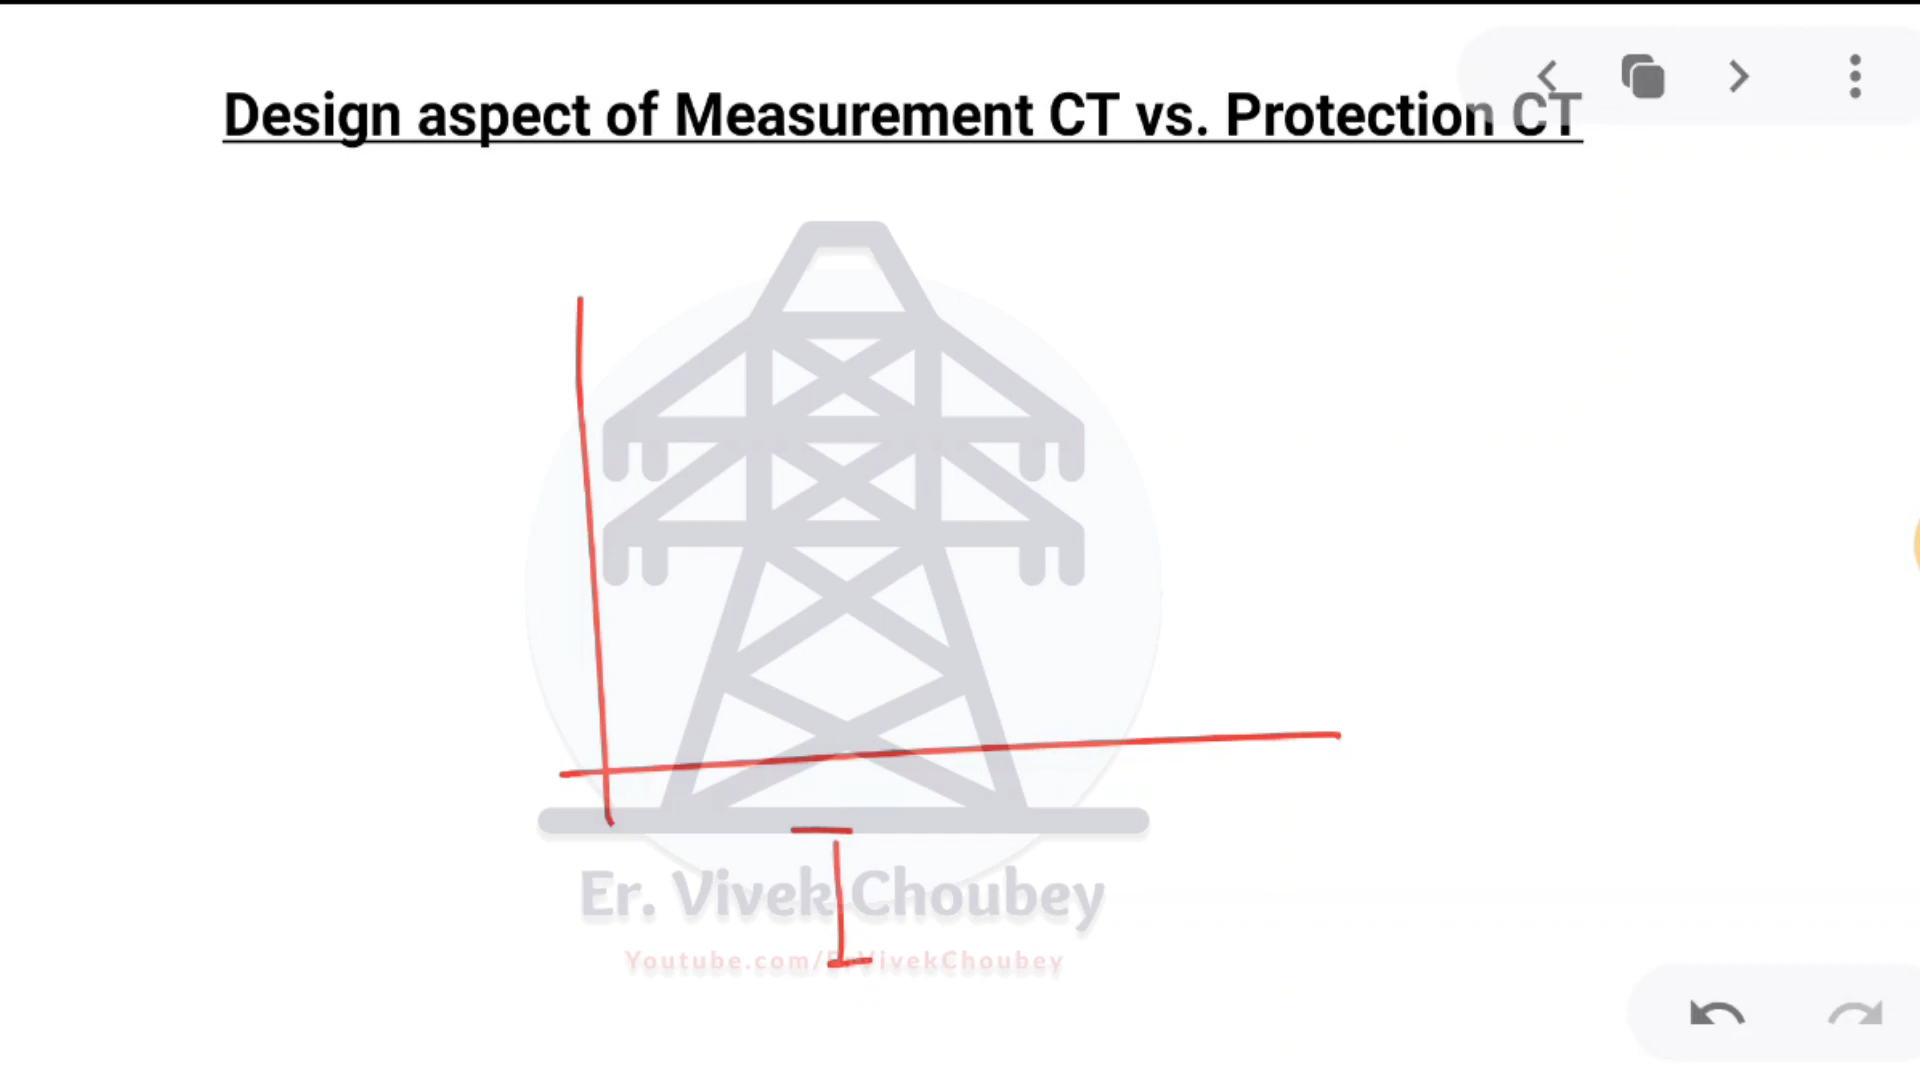 Design aspect of Measurement CT vs. Protection CT
Er. Vivek Choubey
Youtube.com/ErVivekChoubey
I